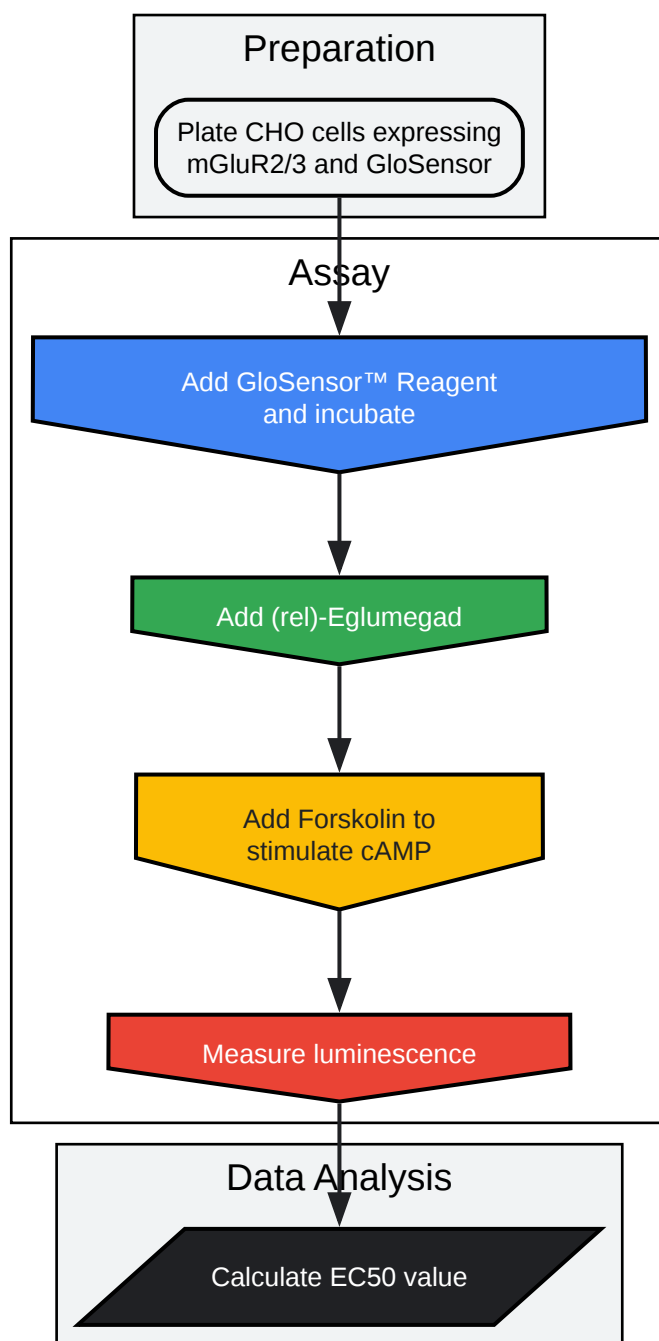 Preparation
Plate CHO cells expressing
mGluR2/3 and GloSensor
Assay
Add GloSensor™ Reagent
and incubate
Add (rel)-Eglumegad
Add Forskolin to
stimulate cAMP
Measure luminescence
Data Analysis
Calculate EC50 value